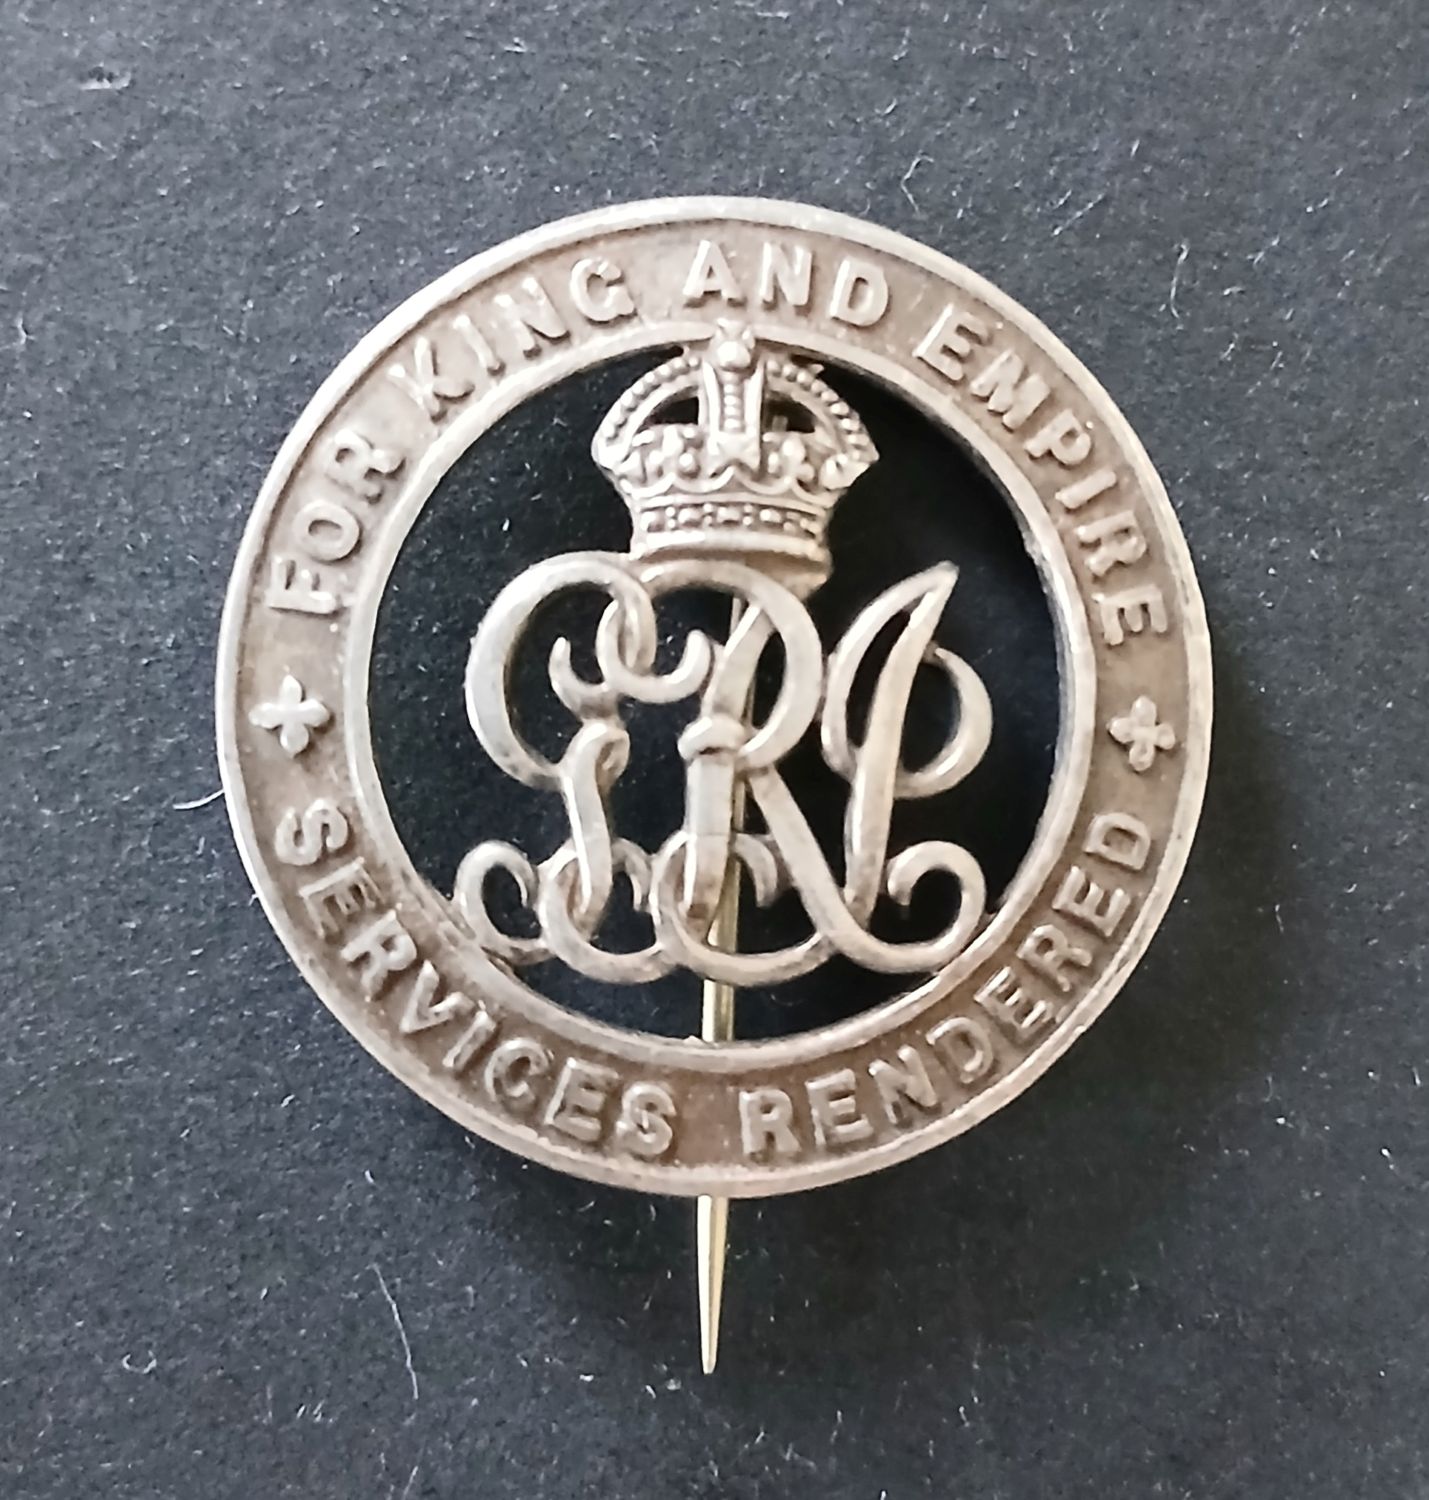 FOR KING AND EMPIRE
SERVICES RENDERED
GRI